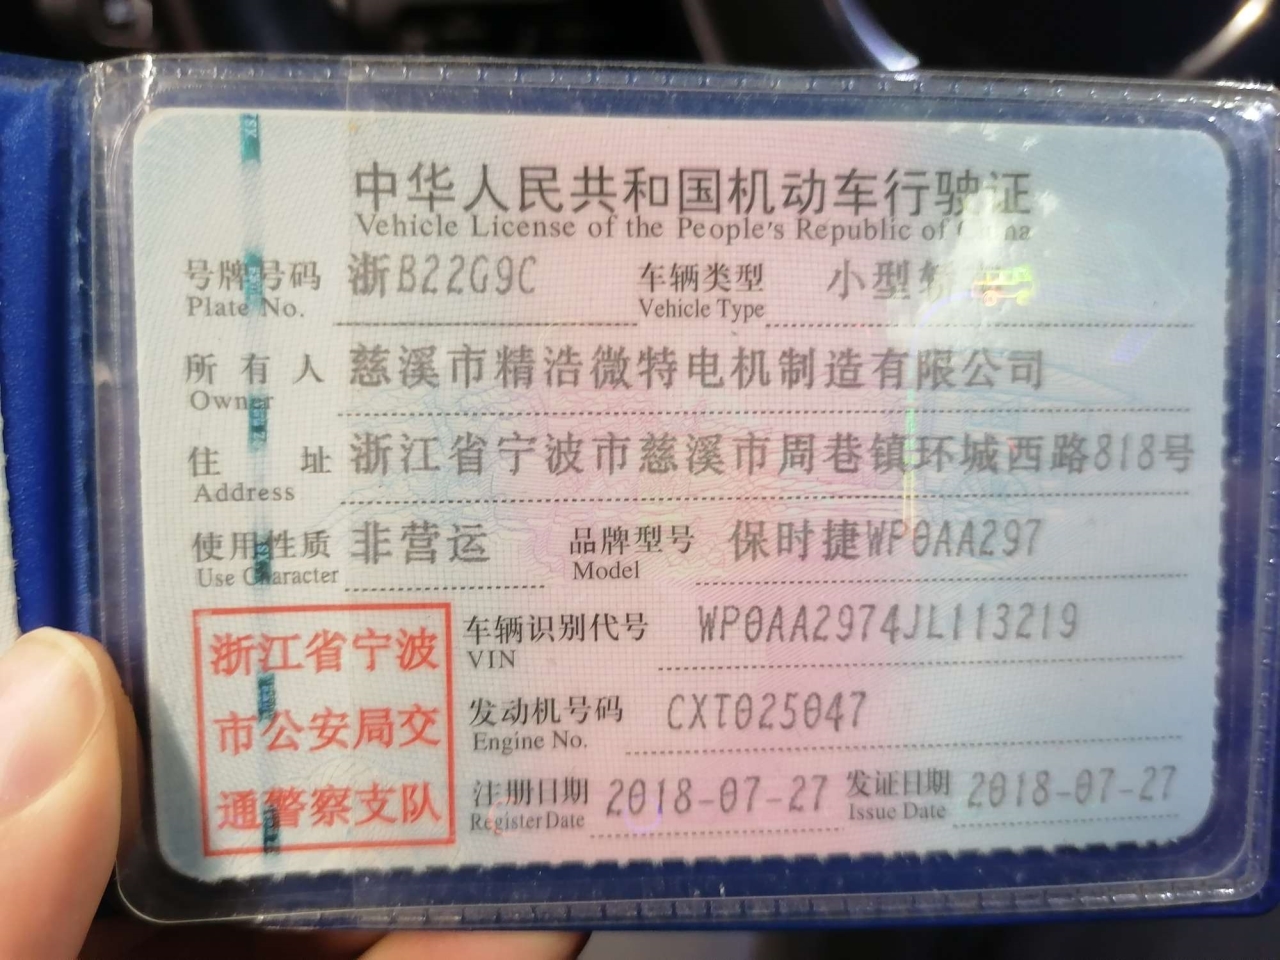 中华人民共和国机动车行驶证
Vehicle License of the People's Republic of China
号牌号码 浙B22G9C 车辆类型 小型轿
Plate No. Vehicle Type
所有人 慈溪市精浩微特电机制造有限公司
Owner
住址 浙江省宁波市慈溪市周巷镇环城西路818号
Address
使用性质 非营运 品牌型号 保时捷WP0AA297
Use Character Model
浙江省宁波
市公安局交
通警察支队
车辆识别代号 WP0AA2974JL113219
VIN
发动机号码 CXT025047
Engine No.
注册日期 2018-07-27 发证日期 2018-07-27
Register Date Issue Date